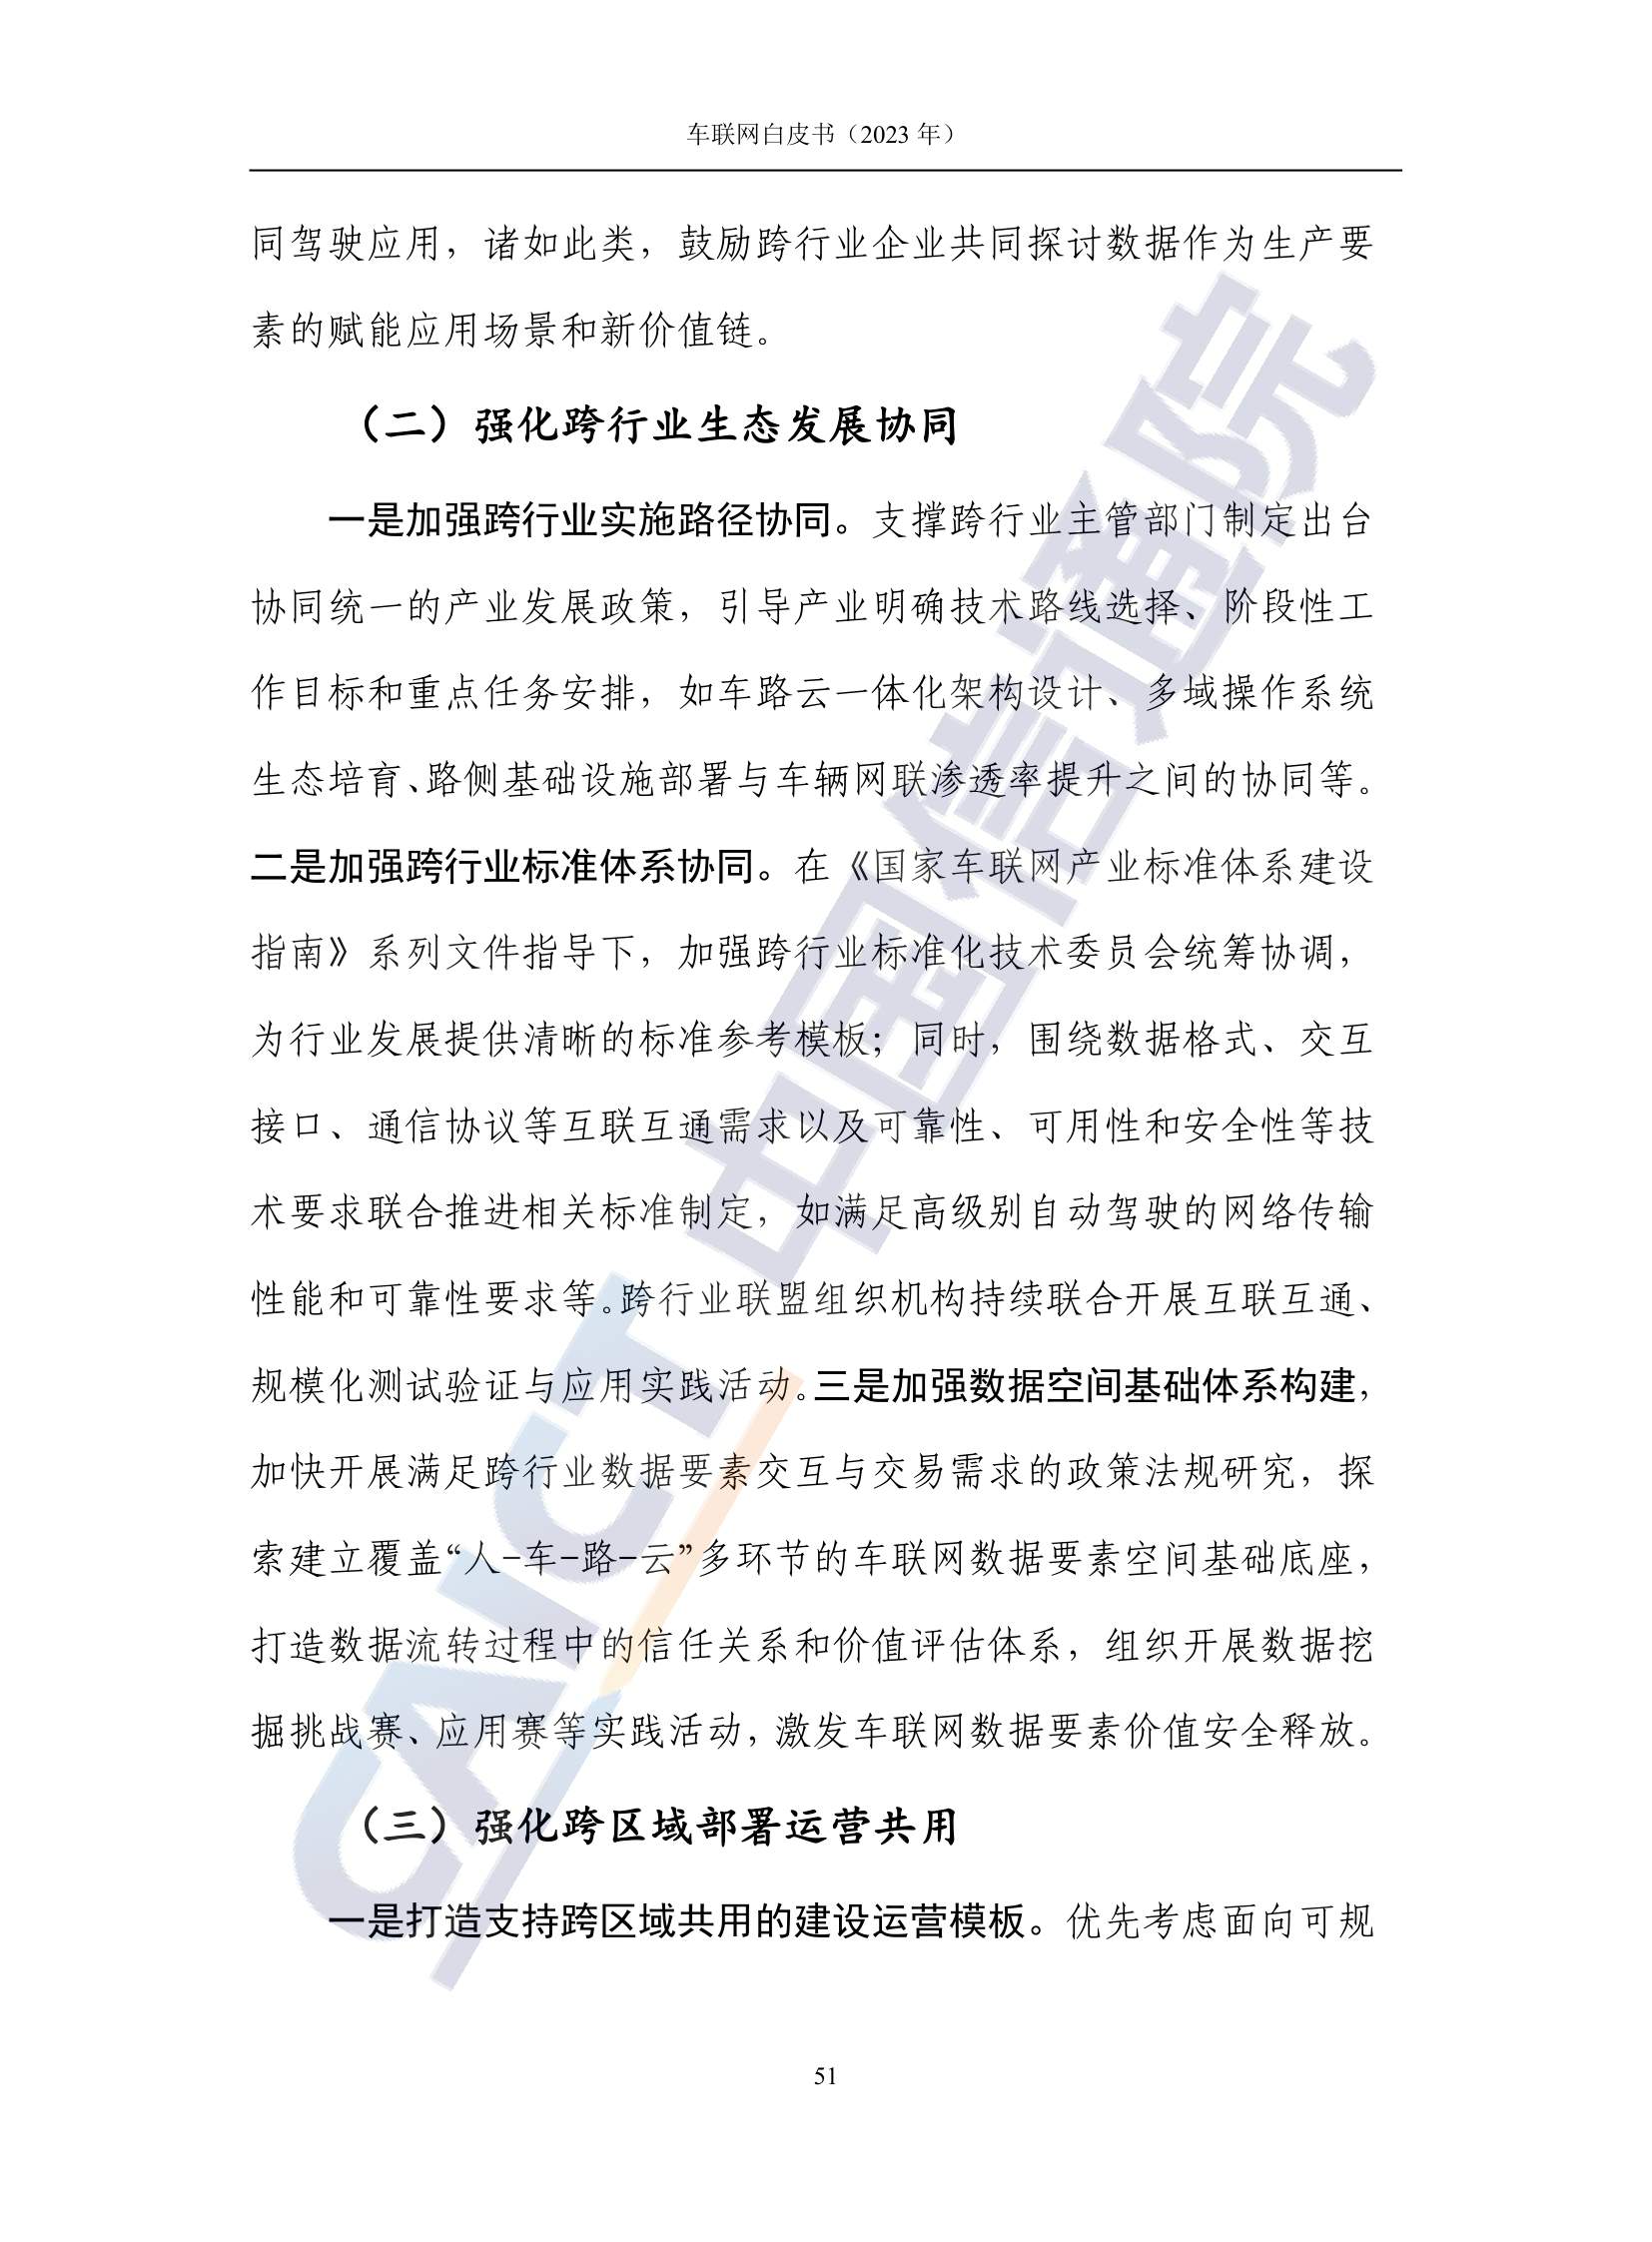 车联网白皮书（2023 年）
同驾驶应用，诸如此类，鼓励跨行业企业共同探讨数据作为生产要
素的赋能应用场景和新价值链。
（二）强化跨行业生态发展协同
一是加强跨行业实施路径协同。支撑跨行业主管部门制定出台
协同统一的产业发展政策，引导产业明确技术路线选择、阶段性工
作目标和重点任务安排，如车路云一体化架构设计、多域操作系统
生态培育、路侧基础设施部署与车辆网联渗透率提升之间的协同等。
二是加强跨行业标准体系协同。在《国家车联网产业标准体系建设
指南》系列文件指导下，加强跨行业标准化技术委员会统筹协调，
为行业发展提供清晰的标准参考模板；同时，围绕数据格式、交互
接口、通信协议等互联互通需求以及可靠性、可用性和安全性等技
术要求联合推进相关标准制定，如满足高级别自动驾驶的网络传输
性能和可靠性要求等。跨行业联盟组织机构持续联合开展互联互通、
规模化测试验证与应用实践活动。三是加强数据空间基础体系构建，
加快开展满足跨行业数据要素交互与交易需求的政策法规研究，探
索建立覆盖“人-车-路-云”多环节的车联网数据要素空间基础底座，
打造数据流转过程中的信任关系和价值评估体系，组织开展数据挖
掘挑战赛、应用赛等实践活动，激发车联网数据要素价值安全释放。
（三）强化跨区域部署运营共用
一是打造支持跨区域共用的建设运营模板。优先考虑面向可规
51
CAICT 中国信通院